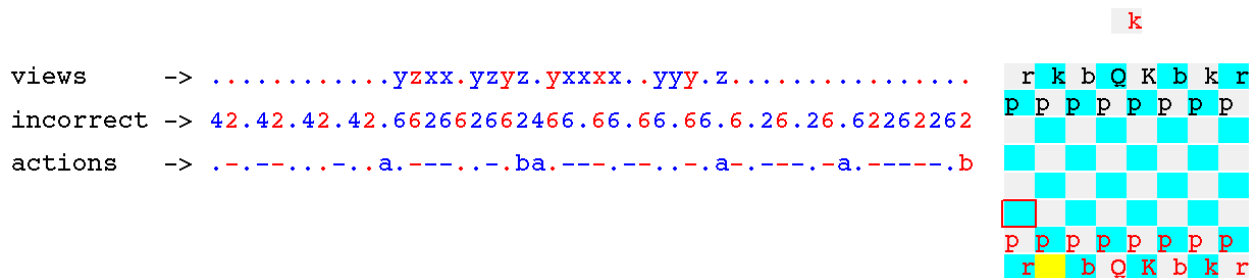 k
views -> ............yzxx.yzyz.yxxxx..yyy.z................
r k b Q K b k r
p p p p p p p p
incorrect -> 42.42.42.42.662662662466.66.66.66.6.26.26.62262262
actions -> .-.--...-..a.---..-.ba.---.--..-.a-.---.-a.-----.b
p p p p p p p p
r b Q K b k r